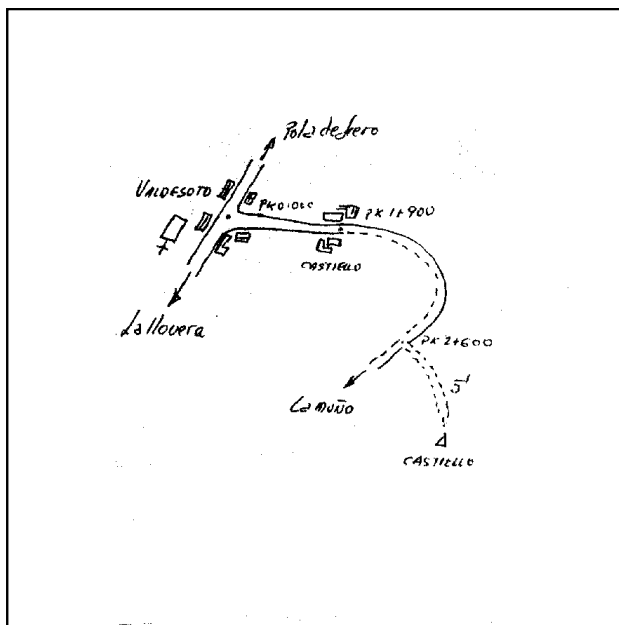 Pola de Siero
VALDESOTO
PK 0+000
PK 1+900
CASTIELLO
La llovera
PK 2+600
La MUÑO
5'
CASTIELLO